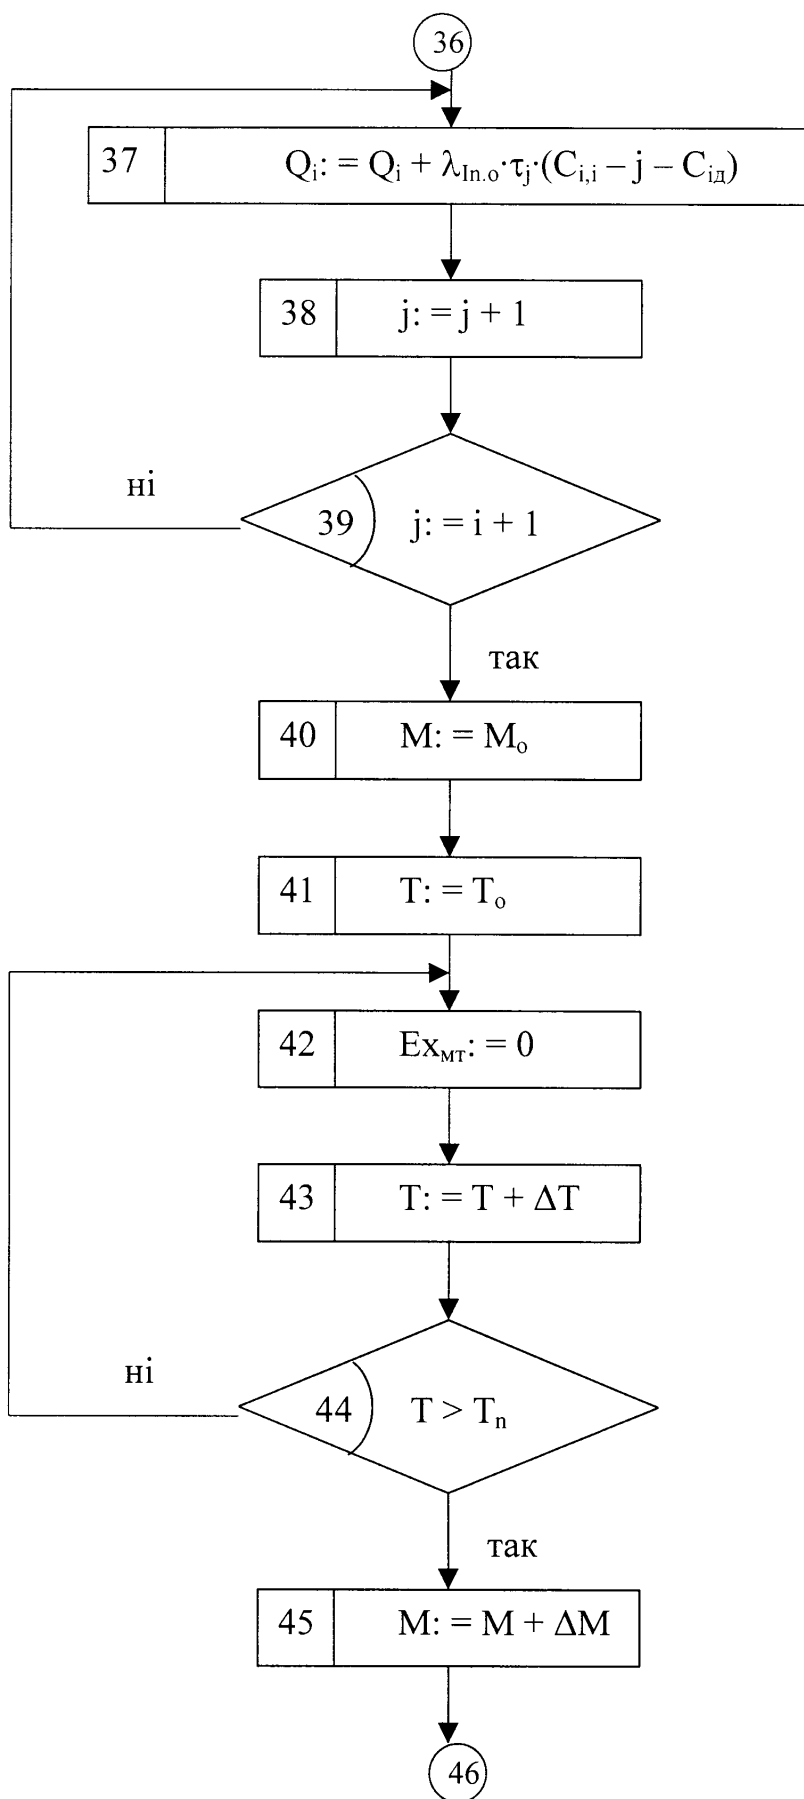 36
37 Qᵢ: = Qᵢ + λIn.o·τⱼ·(Cᵢ,ᵢ – j – Cᵢд)
38 j: = j + 1
ні
39 j: = i + 1
так
40 M: = Mₒ
41 T: = Tₒ
42 Exмт: = 0
43 T: = T + ΔT
ні
44 T > Tₙ
так
45 M: = M + ΔM
46